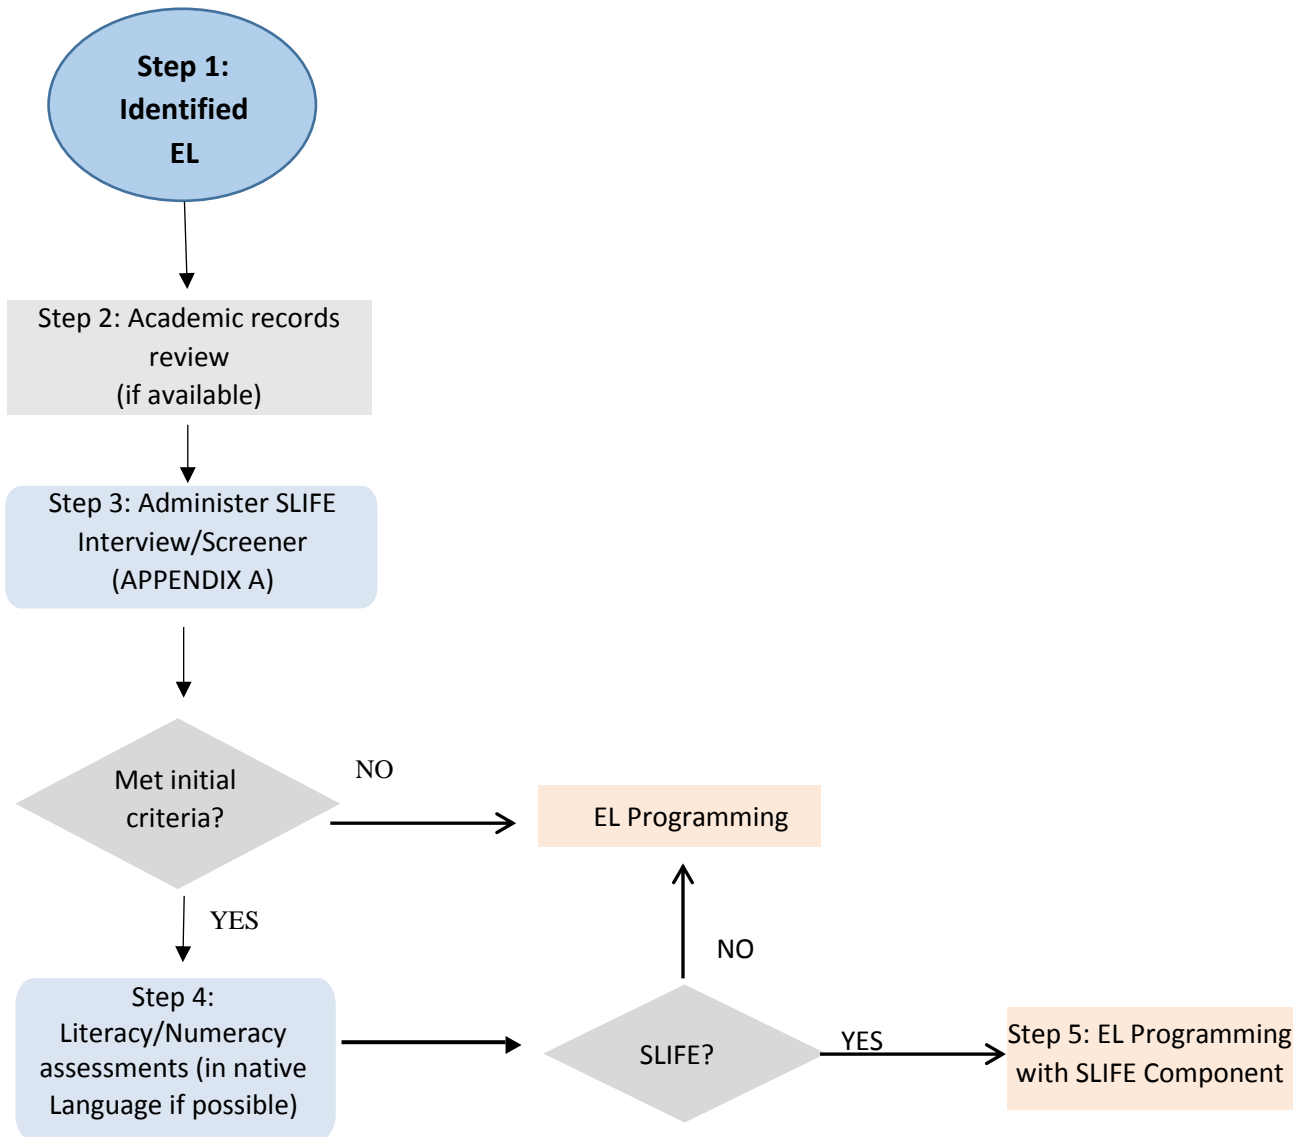 Step 1:
Identified
EL
Step 2: Academic records
review
(if available)
Step 3: Administer SLIFE
Interview/Screener
(APPENDIX A)
Met initial
criteria?
NO
EL Programming
YES
NO
Step 4:
Literacy/Numeracy
assessments (in native
Language if possible)
SLIFE?
YES
Step 5: EL Programming
with SLIFE Component